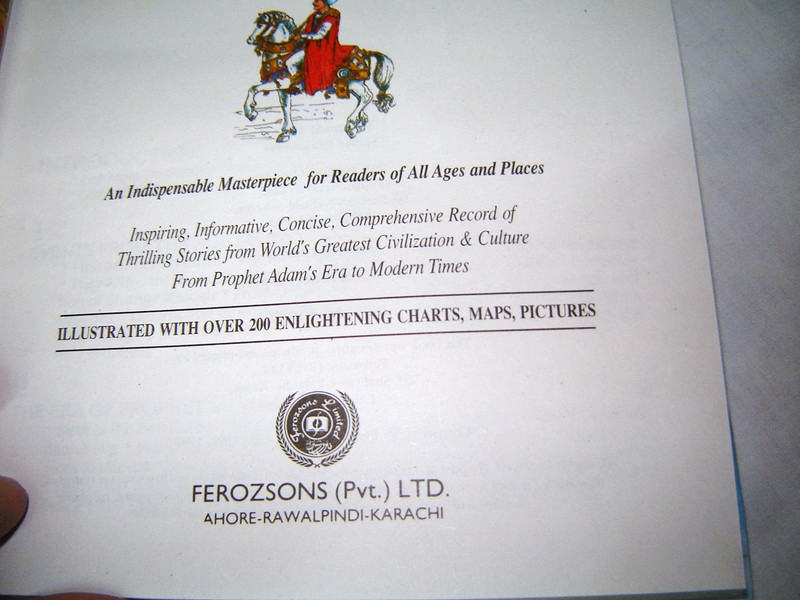 An Indispensable Masterpiece for Readers of All Ages and Places
Inspiring, Informative, Concise, Comprehensive Record of
Thrilling Stories from World's Greatest Civilization & Culture
From Prophet Adam's Era to Modern Times
ILLUSTRATED WITH OVER 200 ENLIGHTENING CHARTS, MAPS, PICTURES
Ferozsons Limited
FEROZSONS (Pvt.) LTD.
AHORE-RAWALPINDI-KARACHI